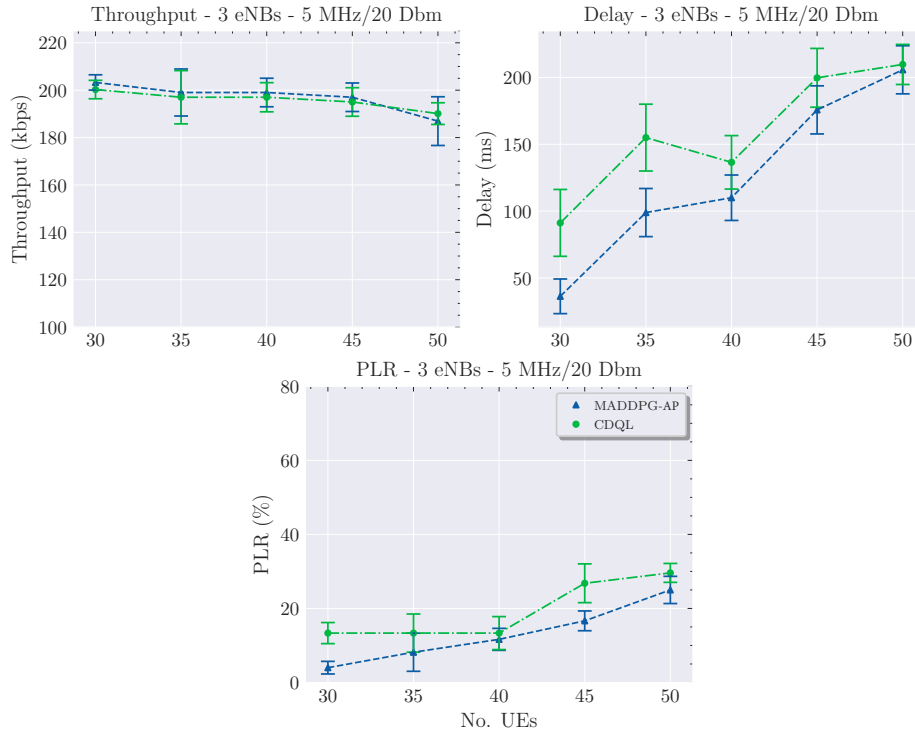 Throughput - 3 eNBs - 5 MHz/20 Dbm
220
200
180
160
140
120
100
Throughput (kbps)
30 35 40 45 50
Delay - 3 eNBs - 5 MHz/20 Dbm
200
150
100
50
Delay (ms)
30 35 40 45 50
PLR - 3 eNBs - 5 MHz/20 Dbm
80
60
40
20
0
PLR (%)
MADDPG-AP
CDQL
30 35 40 45 50
No. UEs